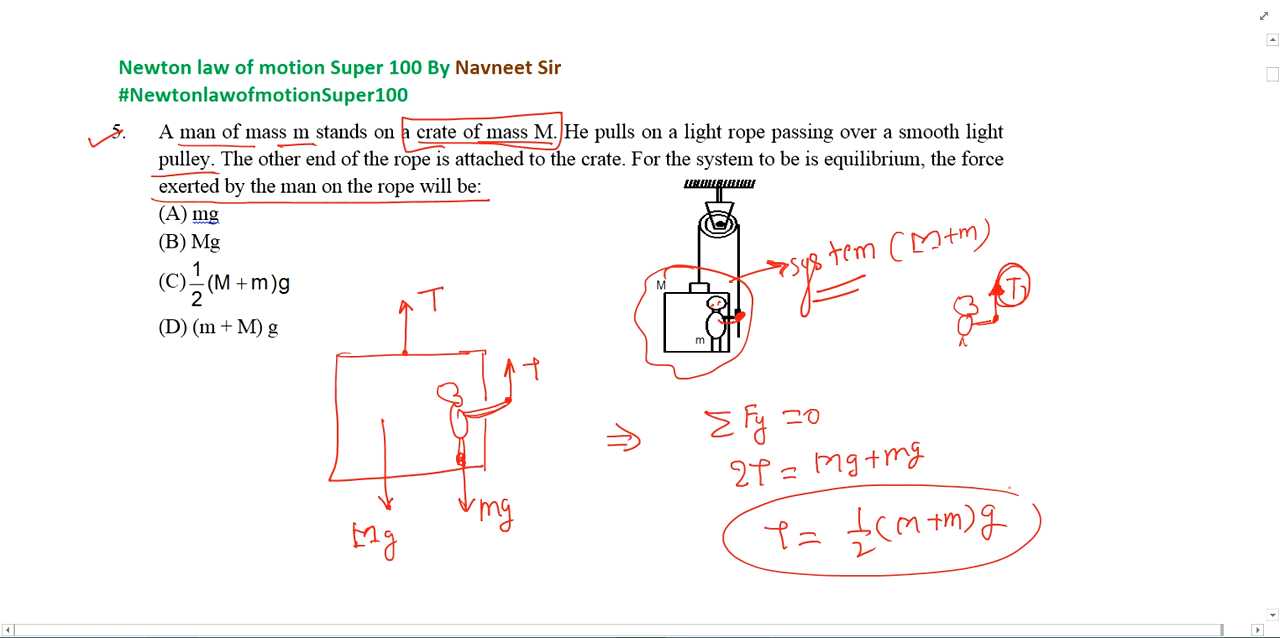 Newton law of motion Super 100 By Navneet Sir
#NewtonlawofmotionSuper100
5. A man of mass m stands on a crate of mass M. He pulls on a light rope passing over a smooth light
pulley. The other end of the rope is attached to the crate. For the system to be is equilibrium, the force
exerted by the man on the rope will be:
(A) mg
(B) Mg
(C) 1/2 (M + m)g
(D) (m + M) g
M
m
system (M+m)
T
T
T
Mg
mg
⇒ Σ Fy = 0
2T = Mg + mg
T = 1/2 (M+m) g